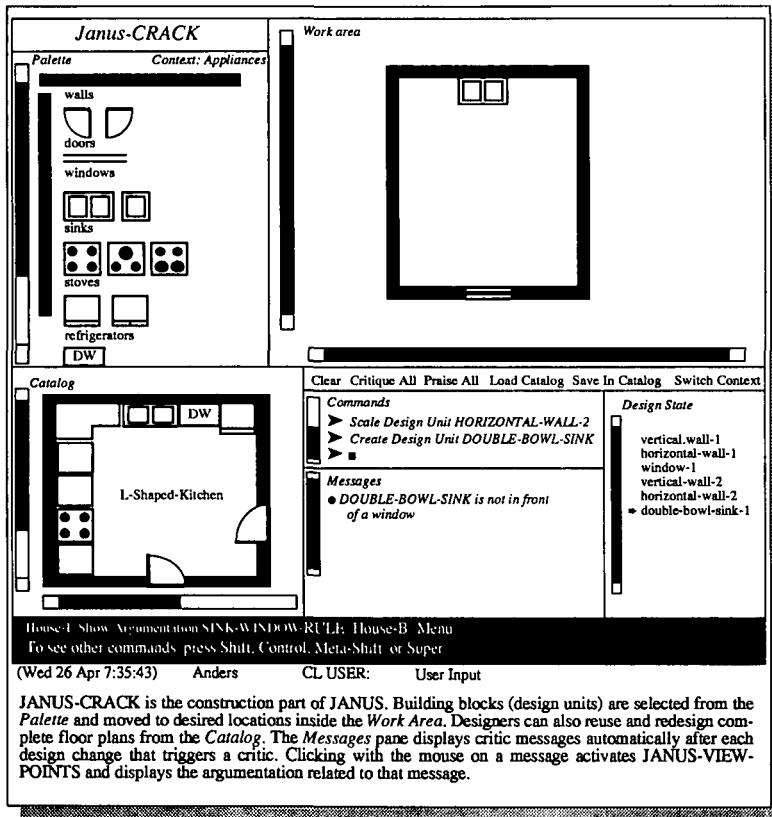 Janus-CRACK
Palette
Context: Appliances
walls
doors
windows
sinks
stoves
refrigerators
DW
Work area
Catalog
DW
L-Shaped-Kitchen
Clear Critique All Praise All Load Catalog Save In Catalog Switch Context
Commands
Scale Design Unit HORIZONTAL-WALL-2
Create Design Unit DOUBLE-BOWL-SINK
Messages
DOUBLE-BOWL-SINK is not in front
of a window
Design State
vertical.wall-1
horizontal-wall-1
window-1
vertical-wall-2
horizontal-wall-2
double-bowl-sink-1
Show Argumentation SINK-WINDOW-RULE House-B Menu
To see other commands press Shift, Control, Meta-Shift or Super
(Wed 26 Apr 7:35:43) Anders CL USER: User Input
JANUS-CRACK is the construction part of JANUS. Building blocks (design units) are selected from the
Palette and moved to desired locations inside the Work Area. Designers can also reuse and redesign com-
plete floor plans from the Catalog. The Messages pane displays critic messages automatically after each
design change that triggers a critic. Clicking with the mouse on a message activates JANUS-VIEW-
POINTS and displays the argumentation related to that message.